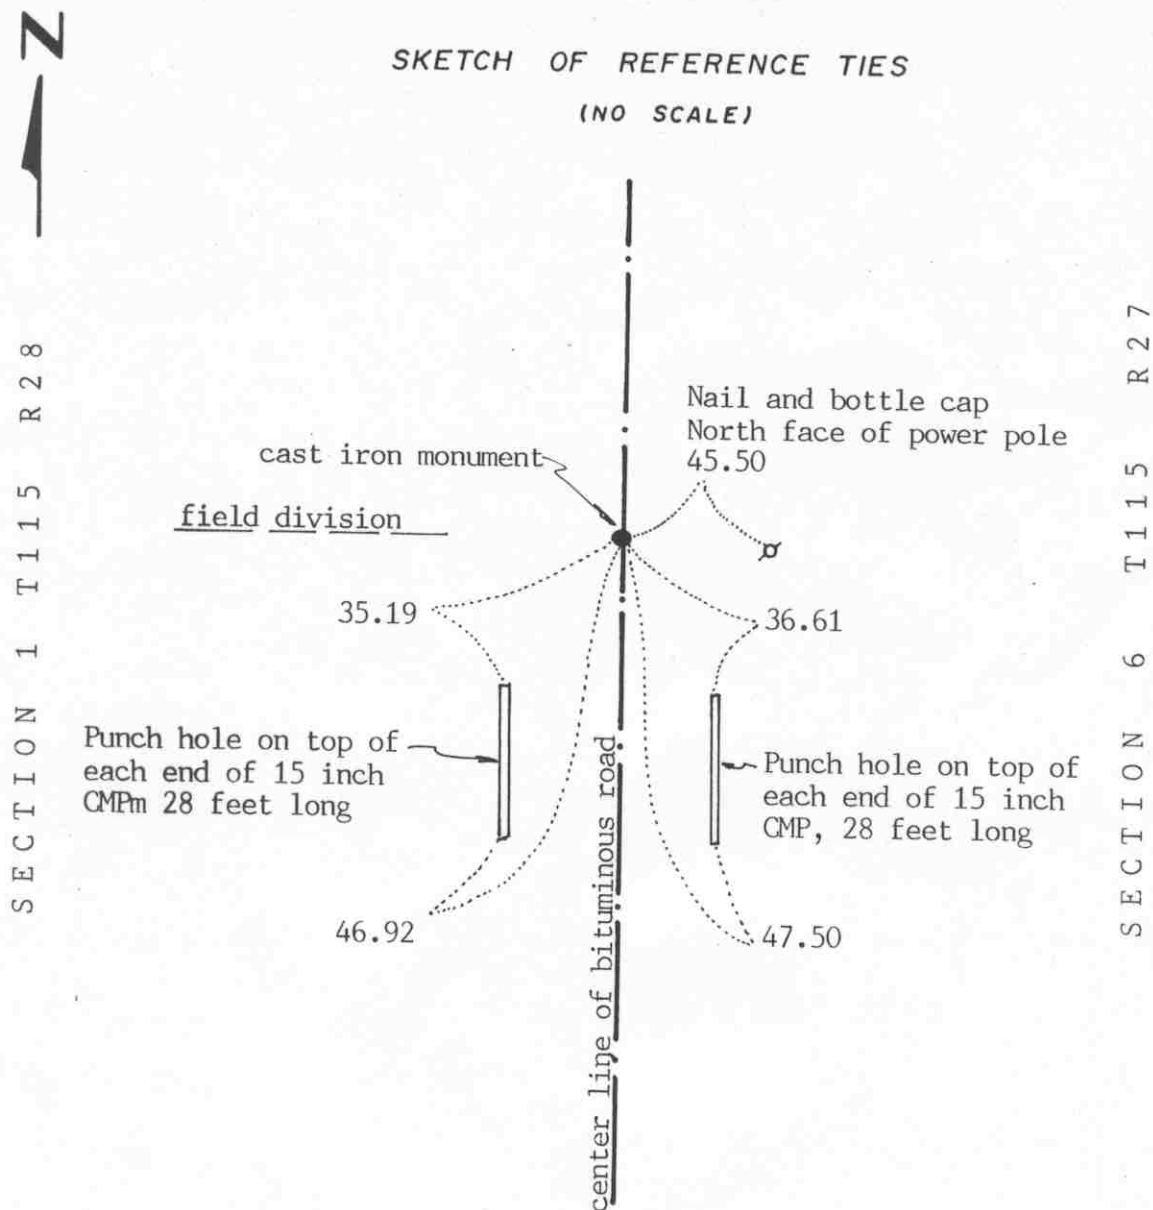 N
SKETCH OF REFERENCE TIES
(NO SCALE)
SECTION 1 T115 R28
SECTION 6 T115 R27
Nail and bottle cap
North face of power pole
45.50
cast iron monument
field division
35.19
36.61
Punch hole on top of
each end of 15 inch
CMPm 28 feet long
Punch hole on top of
each end of 15 inch
CMP, 28 feet long
46.92
47.50
center line of bituminous road